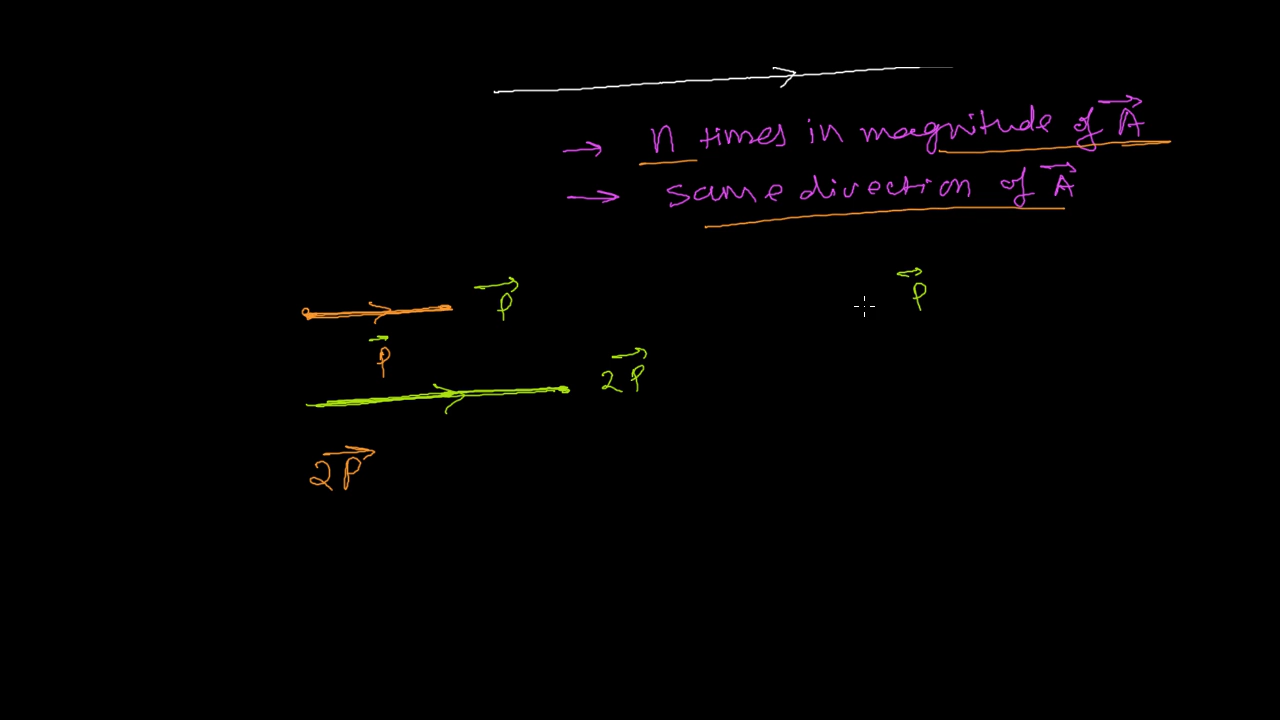 → n times in magnitude of A⃗
→ same direction of A⃗
P⃗
P⃗
P⃗
2P⃗
2P⃗